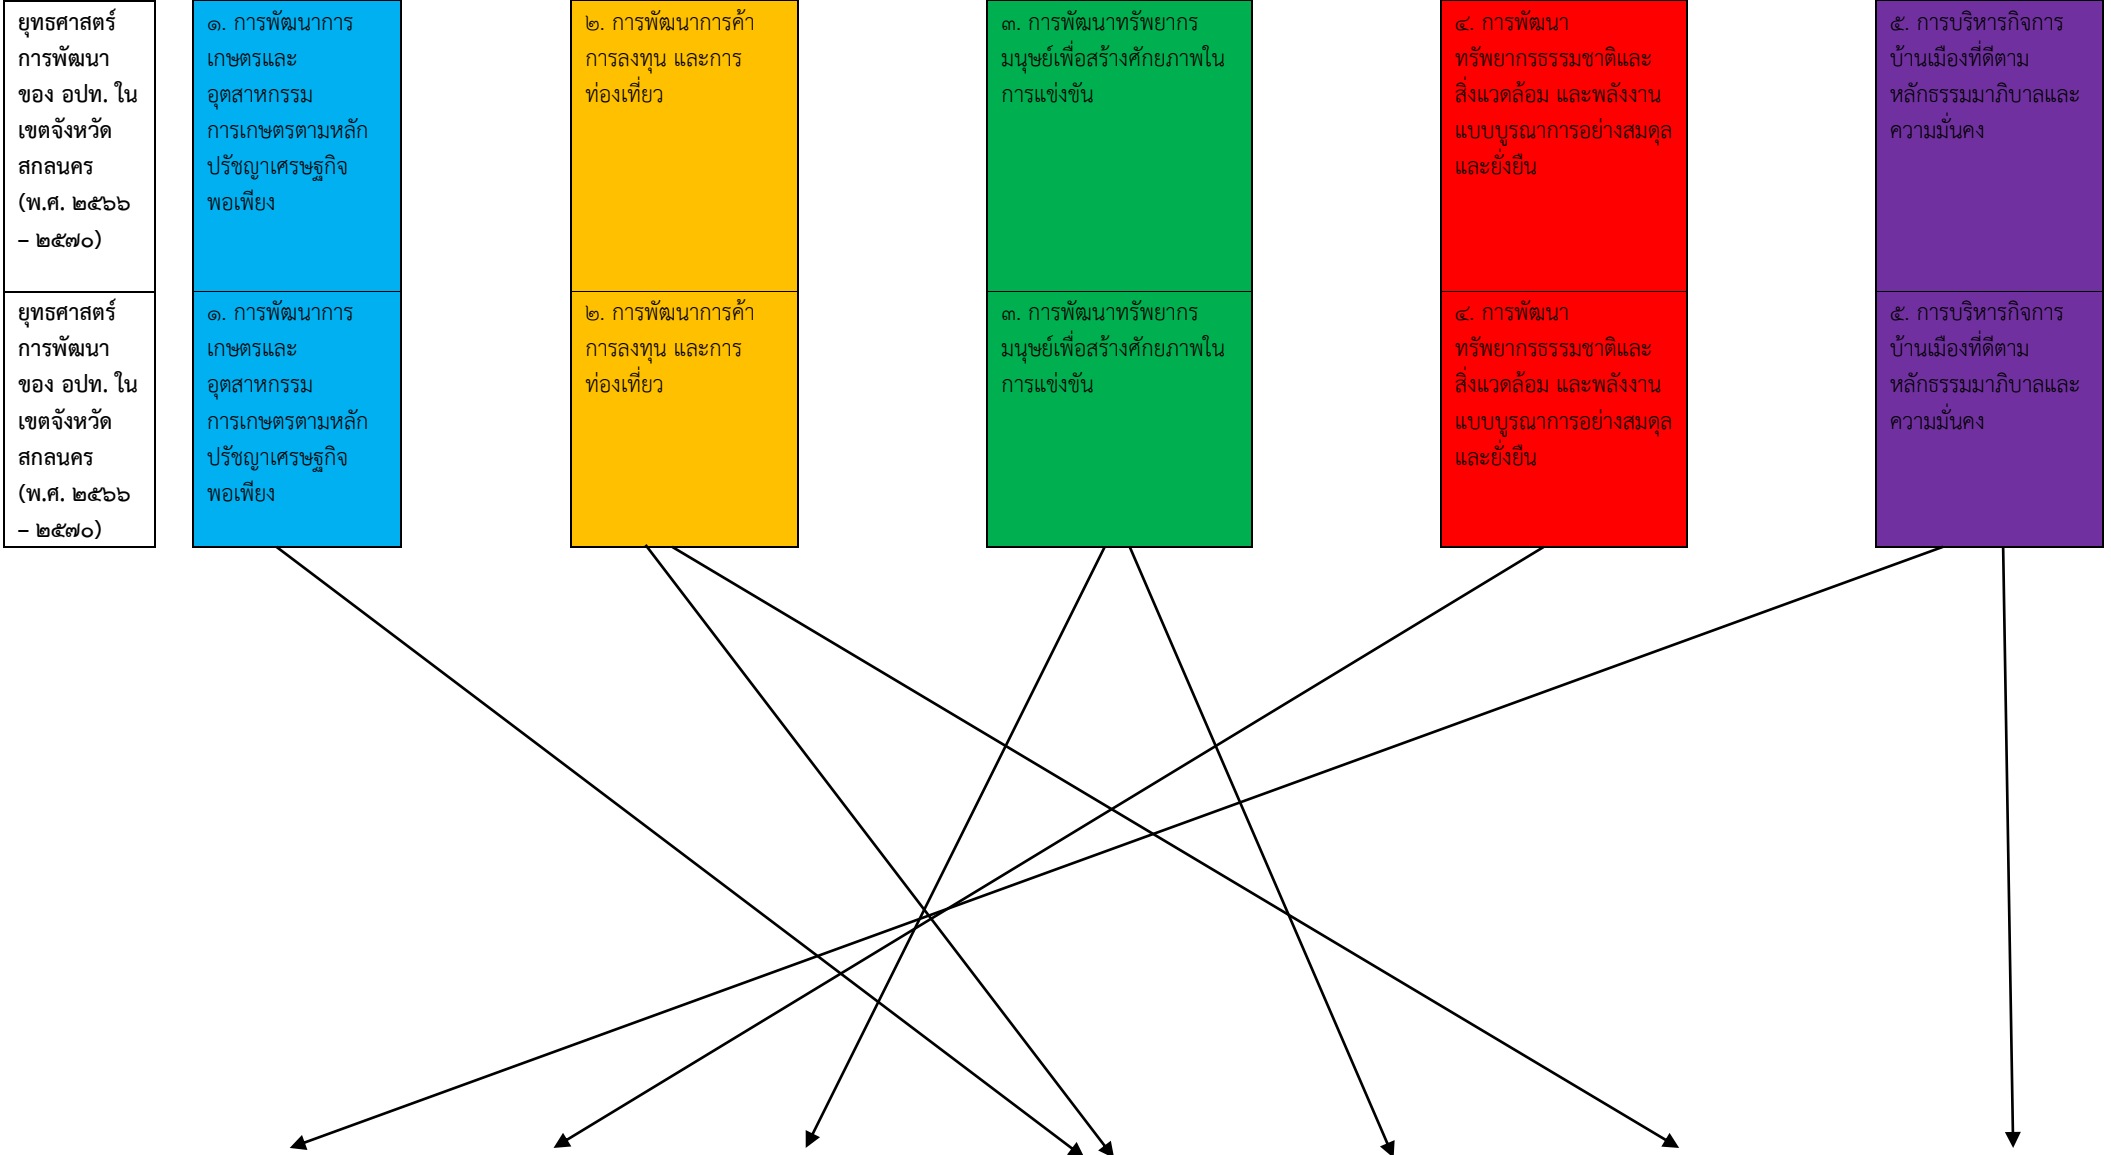 ยุทธศาสตร์
การพัฒนา
ของ อปท. ใน
เขตจังหวัด
สกลนคร
(พ.ศ. ๒๕๖๖
– ๒๕๗๐)
๑. การพัฒนาการ
เกษตรและ
อุตสาหกรรม
การเกษตรตามหลัก
ปรัชญาเศรษฐกิจ
พอเพียง
๒. การพัฒนาการค้า
การลงทุน และการ
ท่องเที่ยว
๓. การพัฒนาทรัพยากร
มนุษย์เพื่อสร้างศักยภาพใน
การแข่งขัน
๔. การพัฒนา
ทรัพยากรธรรมชาติและ
สิ่งแวดล้อม และพลังงาน
แบบบูรณาการอย่างสมดุล
และยั่งยืน
๕. การบริหารกิจการ
บ้านเมืองที่ดีตาม
หลักธรรมมาภิบาลและ
ความมั่นคง
ยุทธศาสตร์
การพัฒนา
ของ อปท. ใน
เขตจังหวัด
สกลนคร
(พ.ศ. ๒๕๖๖
– ๒๕๗๐)
๑. การพัฒนาการ
เกษตรและ
อุตสาหกรรม
การเกษตรตามหลัก
ปรัชญาเศรษฐกิจ
พอเพียง
๒. การพัฒนาการค้า
การลงทุน และการ
ท่องเที่ยว
๓. การพัฒนาทรัพยากร
มนุษย์เพื่อสร้างศักยภาพใน
การแข่งขัน
๔. การพัฒนา
ทรัพยากรธรรมชาติและ
สิ่งแวดล้อม และพลังงาน
แบบบูรณาการอย่างสมดุล
และยั่งยืน
๕. การบริหารกิจการ
บ้านเมืองที่ดีตาม
หลักธรรมมาภิบาลและ
ความมั่นคง